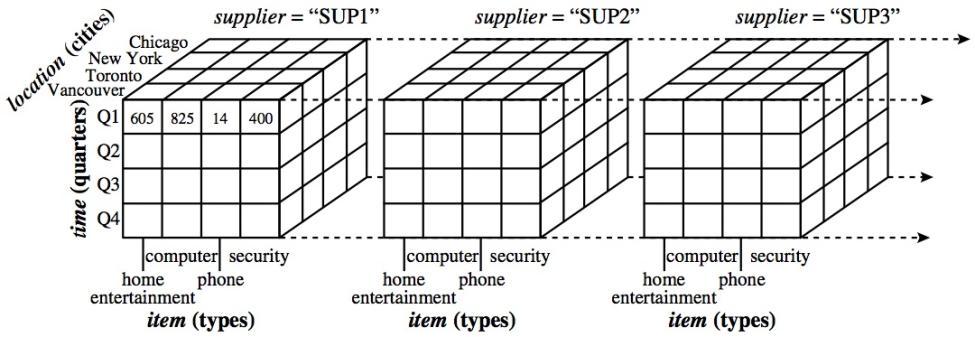 supplier = “SUP1”
supplier = “SUP2”
supplier = “SUP3”
location (cities)
Chicago
New York
Toronto
Vancouver
time (quarters)
Q1 605 825 14 400
Q2
Q3
Q4
computer security
home phone
entertainment
item (types)
computer security
home phone
entertainment
item (types)
computer security
home phone
entertainment
item (types)